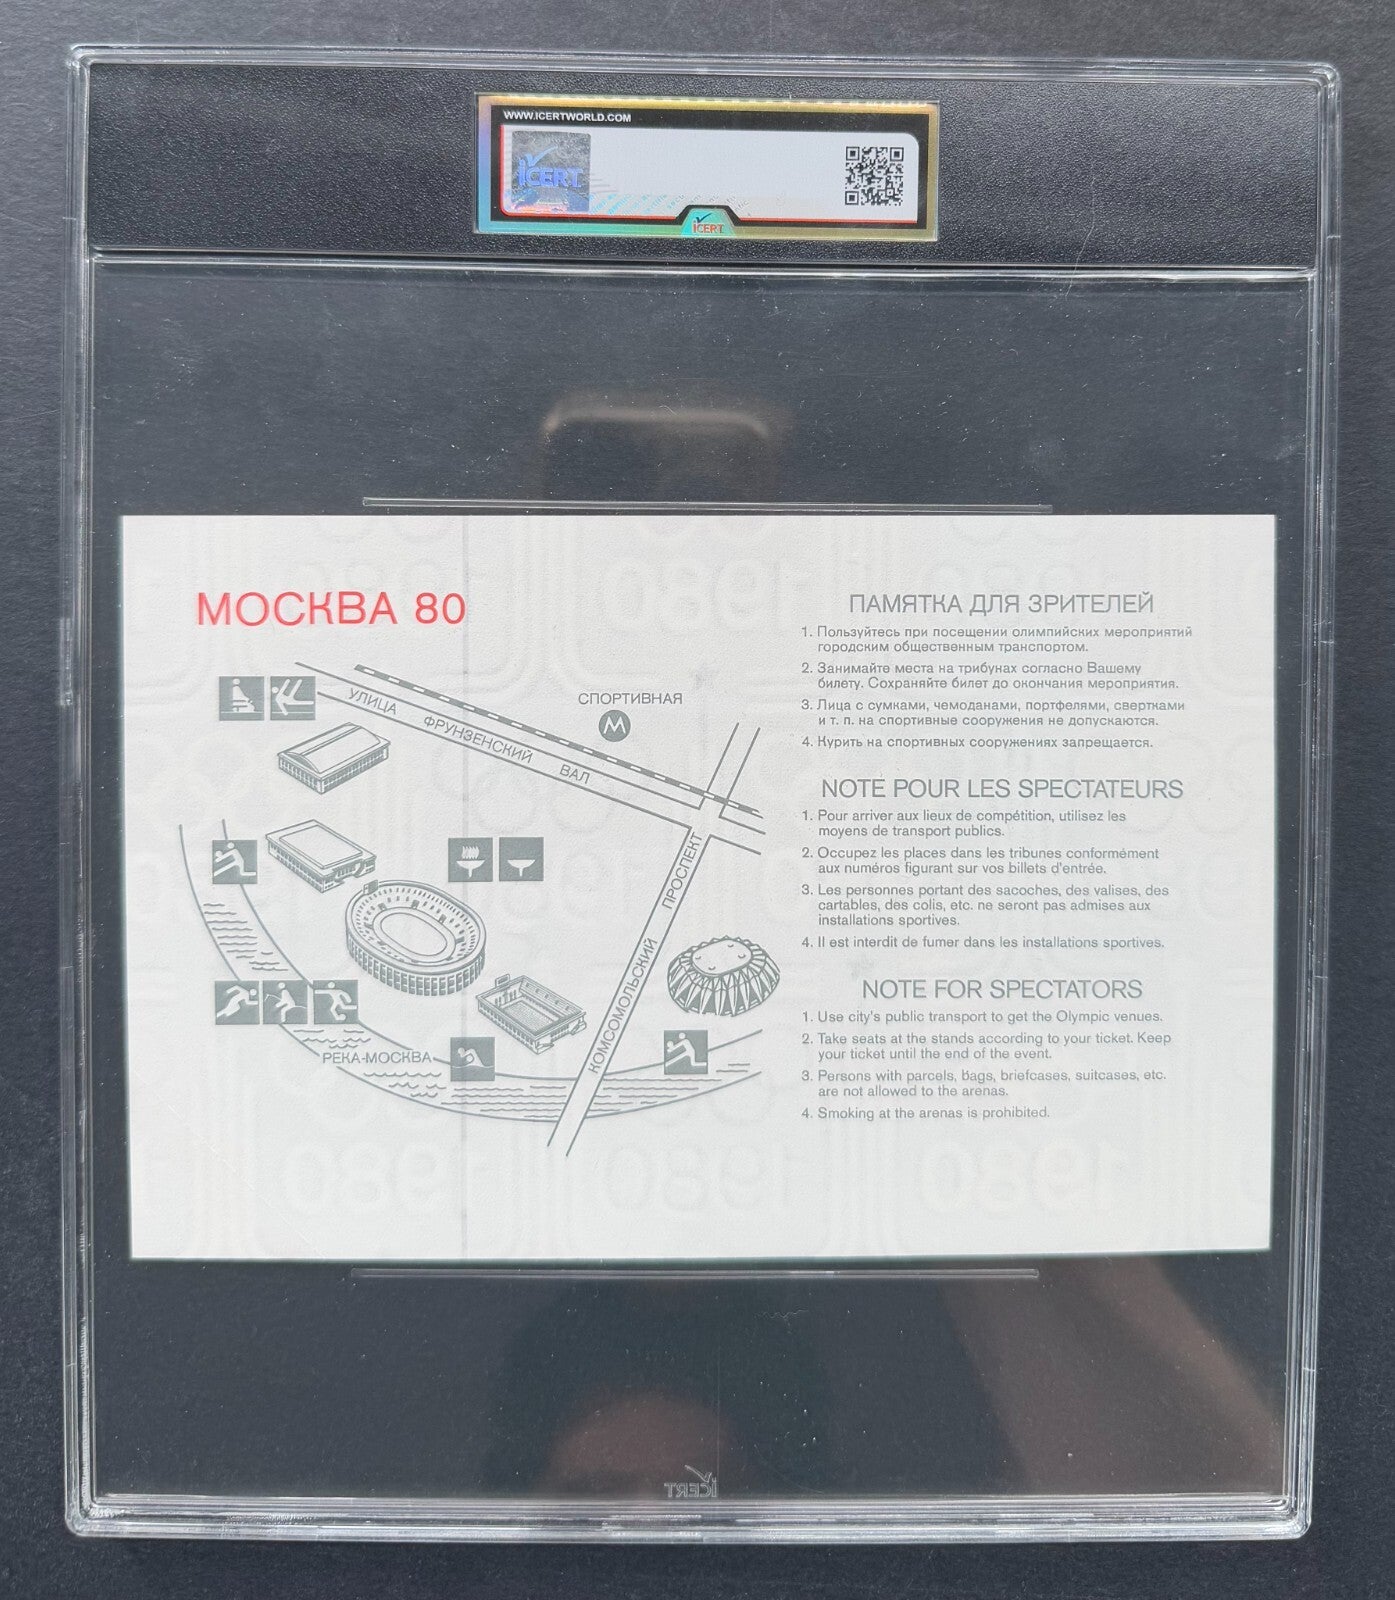 WWW.ICERTWORLD.COM
iCERT
iCERT
МОСКВА 80
СПОРТИВНАЯ
М
УЛИЦА ФРУНЗЕНСКИЙ ВАЛ
КОМСОМОЛЬСКИЙ ПРОСПЕКТ
РЕКА-МОСКВА
ПАМЯТКА ДЛЯ ЗРИТЕЛЕЙ
1. Пользуйтесь при посещении олимпийских мероприятий
городским общественным транспортом.
2. Занимайте места на трибунах согласно Вашему
билету. Сохраняйте билет до окончания мероприятия.
3. Лица с сумками, чемоданами, портфелями, свертками
и т. п. на спортивные сооружения не допускаются.
4. Курить на спортивных сооружениях запрещается.
NOTE POUR LES SPECTATEURS
1. Pour arriver aux lieux de compétition, utilisez les
moyens de transport publics.
2. Occupez les places dans les tribunes conformément
aux numéros figurant sur vos billets d'entrée.
3. Les personnes portant des sacoches, des valises, des
cartables, des colis, etc. ne seront pas admises aux
installations sportives.
4. Il est interdit de fumer dans les installations sportives.
NOTE FOR SPECTATORS
1. Use city's public transport to get the Olympic venues.
2. Take seats at the stands according to your ticket. Keep
your ticket until the end of the event.
3. Persons with parcels, bags, briefcases, suitcases, etc.
are not allowed to the arenas.
4. Smoking at the arenas is prohibited.
1980 1980 1980
iCERT